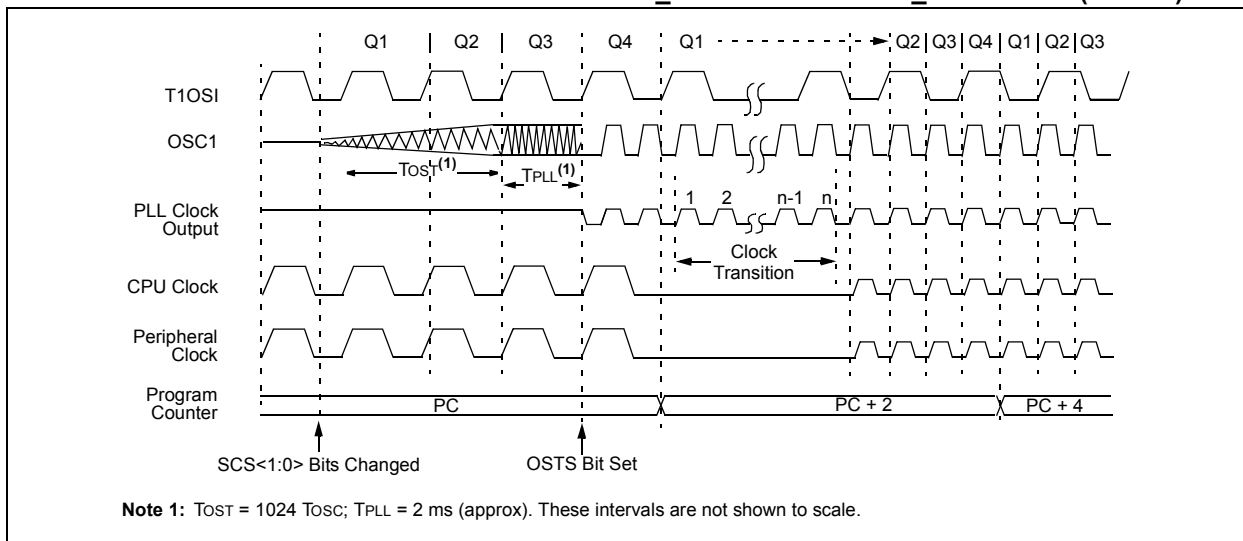 Q1 Q2 Q3 Q4 Q1 Q2 Q3 Q4 Q1 Q2 Q3
T1OSI
OSC1
TOST(1) TPLL(1)
1 2 n-1 n
PLL Clock
Output
Clock
Transition
CPU Clock
Peripheral
Clock
Program
Counter
PC PC + 2 PC + 4
SCS<1:0> Bits Changed OSTS Bit Set
Note 1: TOST = 1024 TOSC; TPLL = 2 ms (approx). These intervals are not shown to scale.